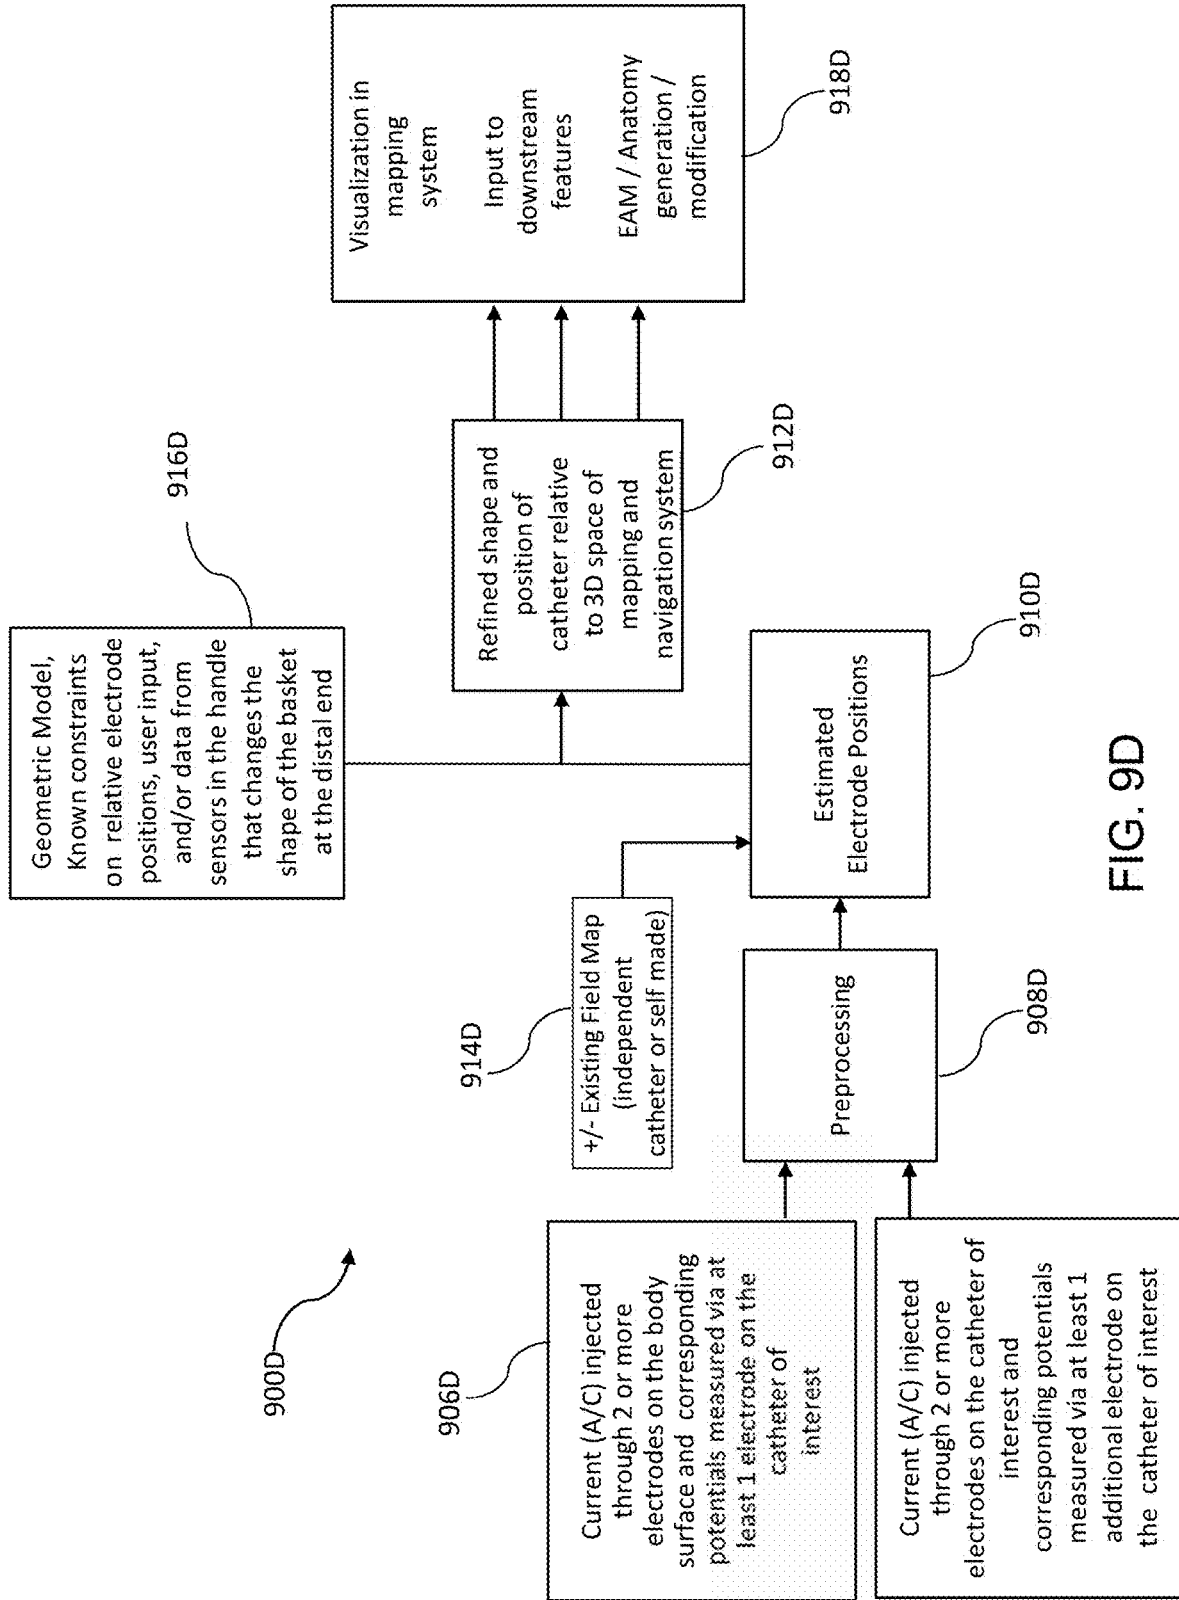 900D
906D
Current (A/C) injected
through 2 or more
electrodes on the body
surface and corresponding
potentials measured via at
least 1 electrode on the
catheter of
interest
Current (A/C) injected
through 2 or more
electrodes on the catheter of
interest and
corresponding potentials
measured via at least 1
additional electrode on
the catheter of interest
914D
+/- Existing Field Map
(independent
catheter or self made)
Preprocessing
908D
916D
Geometric Model,
Known constraints
on relative electrode
positions, user input,
and/or data from
sensors in the handle
that changes the
shape of the basket
at the distal end
Estimated
Electrode Positions
910D
Refined shape and
position of
catheter relative
to 3D space of
mapping and
navigation system
912D
Visualization in
mapping
system
Input to
downstream
features
EAM / Anatomy
generation /
modification
918D
FIG. 9D